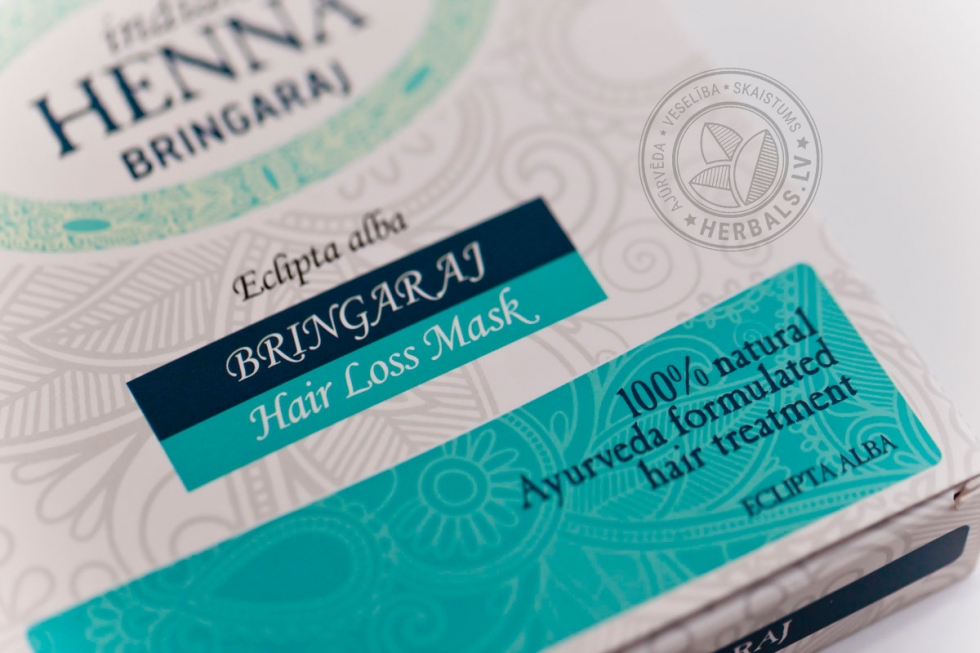 HENNA
BRINGARAJ
Eclipta alba
BRINGARAJ
Hair Loss Mask
100% natural
Ayurveda formulated
hair treatment
ECLIPTA ALBA
AJURVĒDA • VESELĪBA • SKAISTUMS
HERBALS.LV